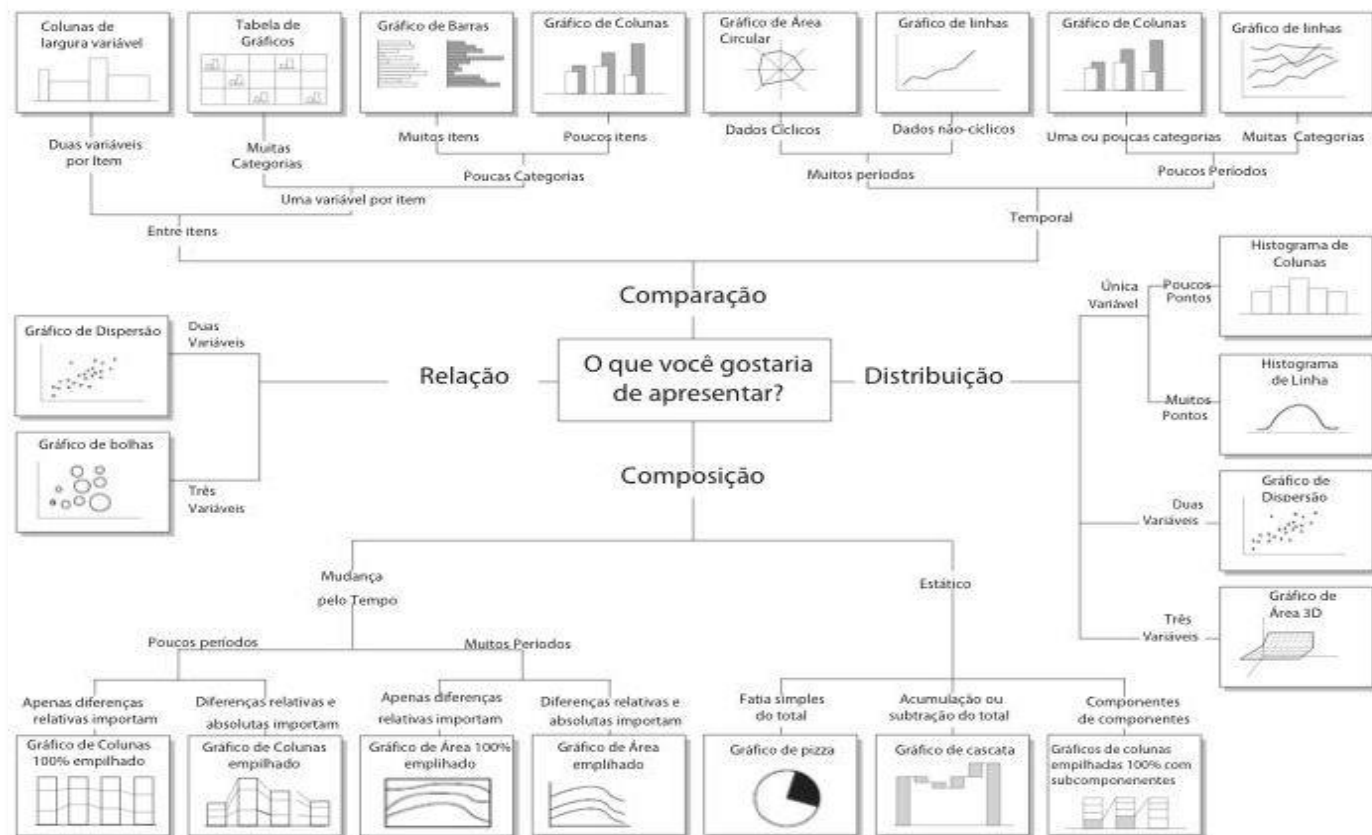 Colunas de
largura variável
Tabela de
Gráficos
Gráfico de Barras
Gráfico de Colunas
Gráfico de Área
Circular
Gráfico de linhas
Gráfico de Colunas
Gráfico de linhas
Duas variáveis
por Item
Muitas
Categorias
Muitos itens
Poucos itens
Dados Cíclicos
Dados não-cíclicos
Uma ou poucas categorias
Muitas Categorias
Poucas Categorias
Muitos períodos
Poucos Períodos
Uma variável por item
Entre itens
Temporal
Comparação
O que você gostaria
de apresentar?
Relação
Duas
Variáveis
Gráfico de Dispersão
Gráfico de bolhas
Três
Variáveis
Distribuição
Única
Variável
Poucos
Pontos
Histograma de
Colunas
Muitos
Pontos
Histograma
de Linha
Duas
Variáveis
Gráfico de
Dispersão
Três
Variáveis
Gráfico de
Área 3D
Composição
Mudança
pelo Tempo
Estático
Poucos períodos
Muitos Períodos
Apenas diferenças
relativas importam
Diferenças relativas e
absolutas importam
Apenas diferenças
relativas importam
Diferenças relativas e
absolutas importam
Fatia simples
do total
Acumulação ou
subtração do total
Componentes
de componentes
Gráfico de Colunas
100% empilhado
Gráfico de Colunas
empilhado
Gráfico de Área 100%
emplihado
Gráfico de Área
emplihado
Gráfico de pizza
Gráfico de cascata
Gráficos de colunas
empilhadas 100% com
subcomponenentes